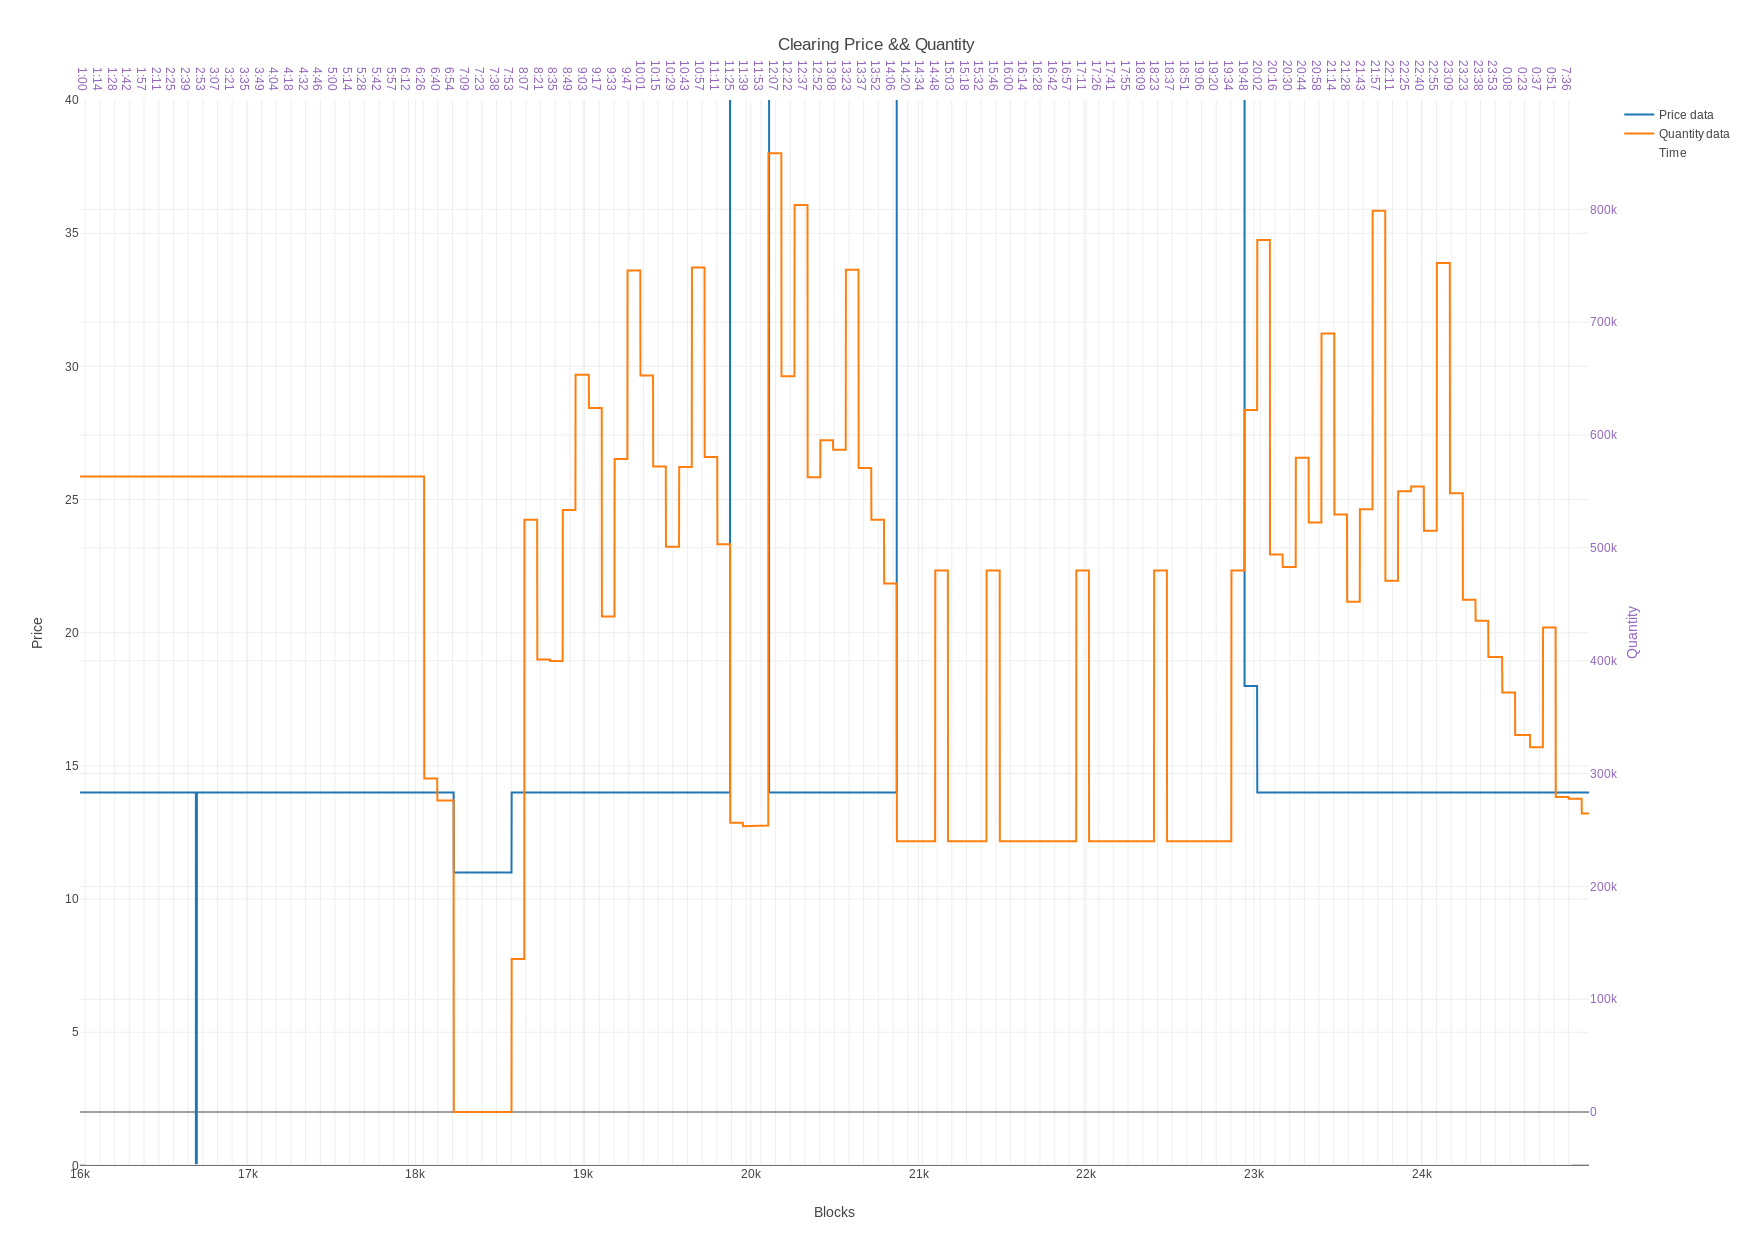 Clearing Price && Quantity
1:00 1:14 1:28 1:42 1:57 2:11 2:25 2:39 2:53 3:07 3:21 3:35 3:49 4:04 4:18 4:32 4:46 5:00 5:14 5:28 5:42 5:57 6:12 6:26 6:40 6:54 7:09 7:23 7:38 7:53 8:07 8:21 8:35 8:49 9:03 9:17 9:33 9:47 10:01 10:15 10:29 10:43 10:57 11:11 11:25 11:39 11:53 12:07 12:22 12:37 12:52 13:08 13:23 13:37 13:52 14:06 14:20 14:34 14:48 15:03 15:18 15:32 15:46 16:00 16:14 16:28 16:42 16:57 17:11 17:26 17:41 17:55 18:09 18:23 18:37 18:51 19:06 19:20 19:34 19:48 20:02 20:16 20:30 20:44 20:58 21:14 21:28 21:43 21:57 22:11 22:25 22:40 22:55 23:09 23:23 23:38 23:53 0:08 0:23 0:37 0:51 7:36
Price data
Quantity data
Time
40
35
30
25
20
15
10
5
0
Price
800k
700k
600k
500k
400k
300k
200k
100k
0
Quantity
16k 17k 18k 19k 20k 21k 22k 23k 24k
Blocks